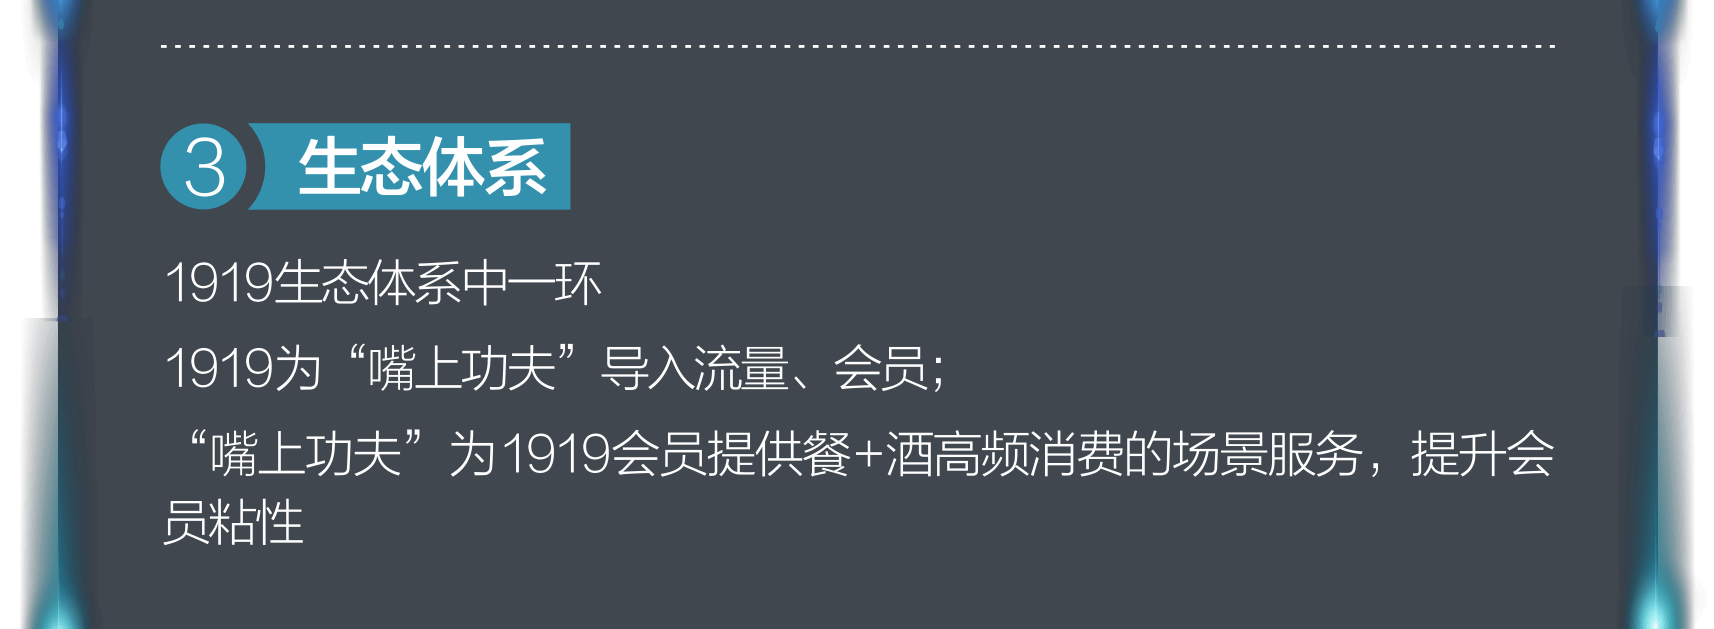 3 生态体系
1919生态体系中一环
1919为“嘴上功夫”导入流量、会员；
“嘴上功夫”为1919会员提供餐+酒高频消费的场景服务，提升会
员粘性